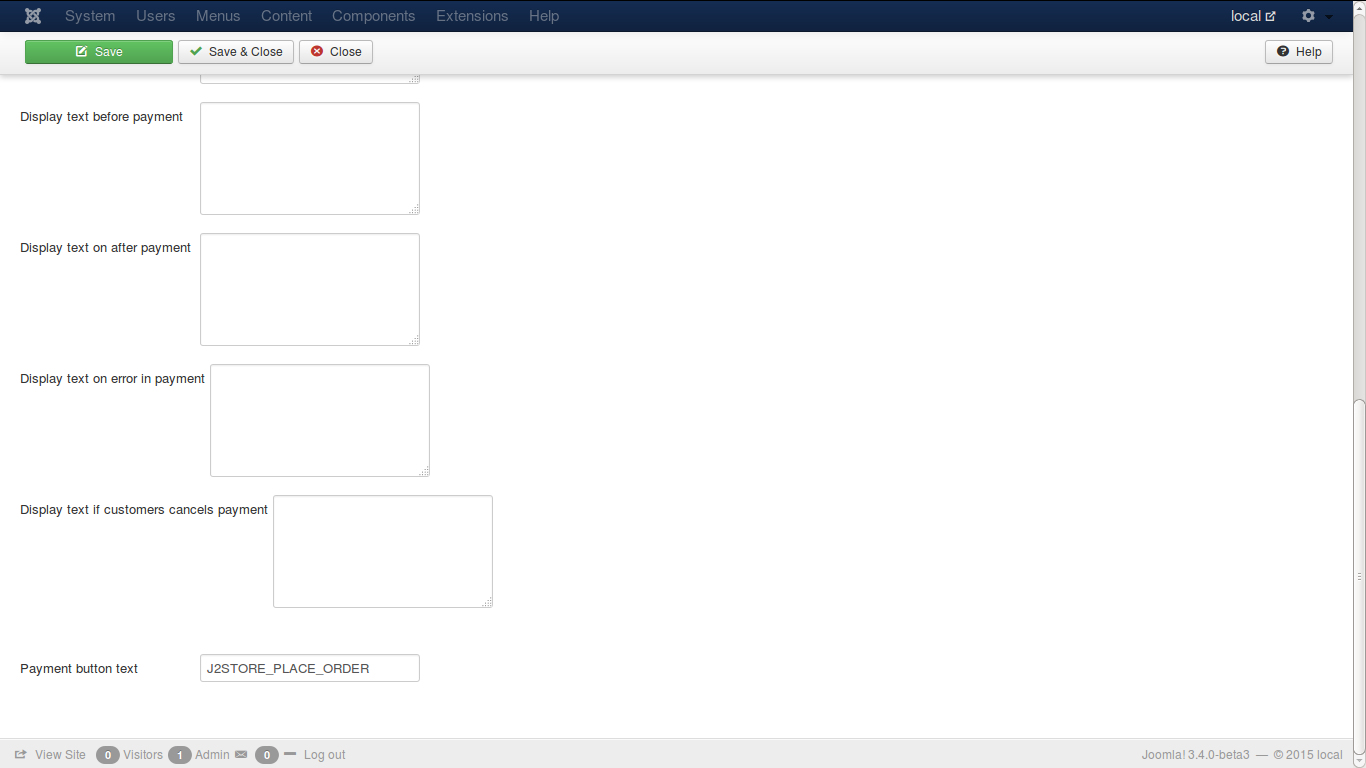 System Users Menus Content Components Extensions Help local
Save Save & Close Close Help
Display text before payment
Display text on after payment
Display text on error in payment
Display text if customers cancels payment
Payment button text J2STORE_PLACE_ORDER
View Site 0 Visitors 1 Admin 0 Log out Joomla! 3.4.0-beta3 — © 2015 local